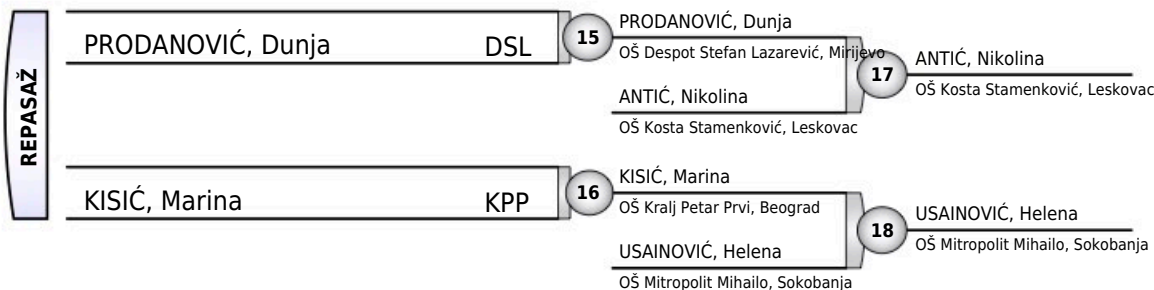 REPASAŽ
PRODANOVIĆ, Dunja DSL
15
PRODANOVIĆ, Dunja
OŠ Despot Stefan Lazarević, Mirijevo
ANTIĆ, Nikolina
OŠ Kosta Stamenković, Leskovac
17
ANTIĆ, Nikolina
OŠ Kosta Stamenković, Leskovac
KISIĆ, Marina KPP
16
KISIĆ, Marina
OŠ Kralj Petar Prvi, Beograd
USAINOVIĆ, Helena
OŠ Mitropolit Mihailo, Sokobanja
18
USAINOVIĆ, Helena
OŠ Mitropolit Mihailo, Sokobanja